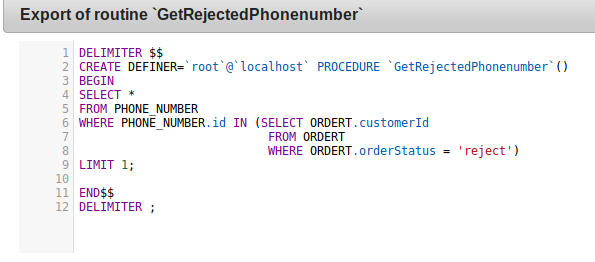 Export of routine `GetRejectedPhonenumber`
1 DELIMITER $$
2 CREATE DEFINER=`root`@`localhost` PROCEDURE `GetRejectedPhonenumber`()
3 BEGIN
4 SELECT *
5 FROM PHONE_NUMBER
6 WHERE PHONE_NUMBER.id IN (SELECT ORDERT.customerId
7 FROM ORDERT
8 WHERE ORDERT.orderStatus = 'reject')
9 LIMIT 1;
10
11 END$$
12 DELIMITER ;